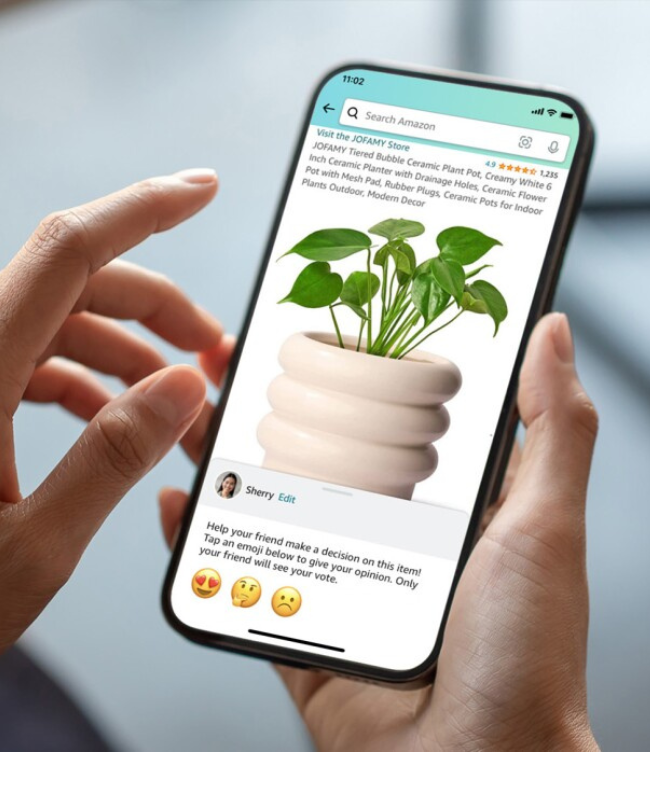 11:02
Search Amazon
Visit the JOFAMY Store
4.9 1,235
JOFAMY Tiered Bubble Ceramic Plant Pot, Creamy White 6
Inch Ceramic Planter with Drainage Holes, Ceramic Flower
Pot with Mesh Pad, Rubber Plugs, Ceramic Pots for Indoor
Plants Outdoor, Modern Decor
Sherry Edit
Help your friend make a decision on this item!
Tap an emoji below to give your opinion. Only
your friend will see your vote.